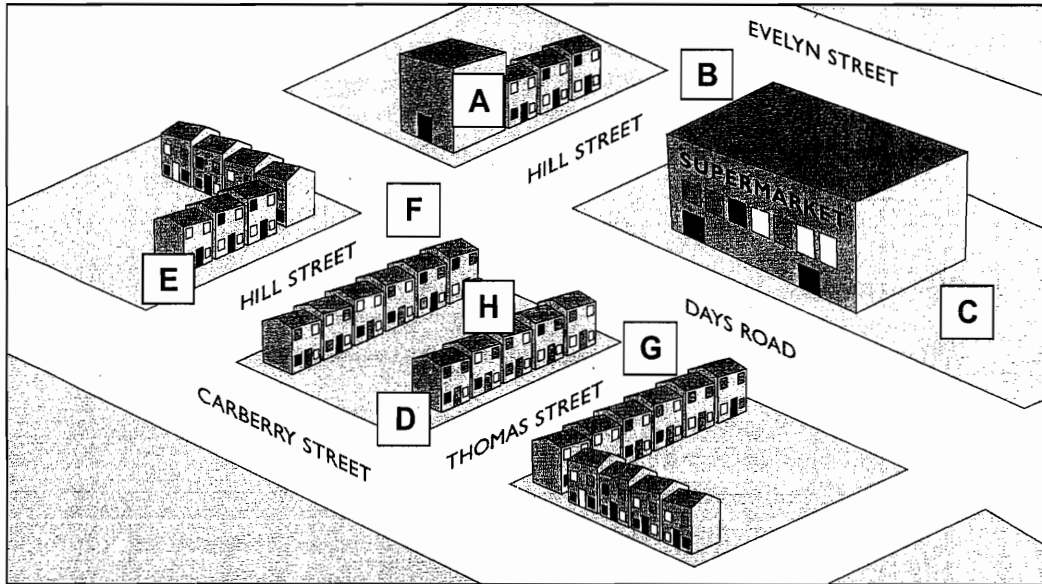 EVELYN STREET
B
A
HILL STREET
SUPERMARKET
F
E
HILL STREET
H
C
DAYS ROAD
G
D
CARBERRY STREET
THOMAS STREET